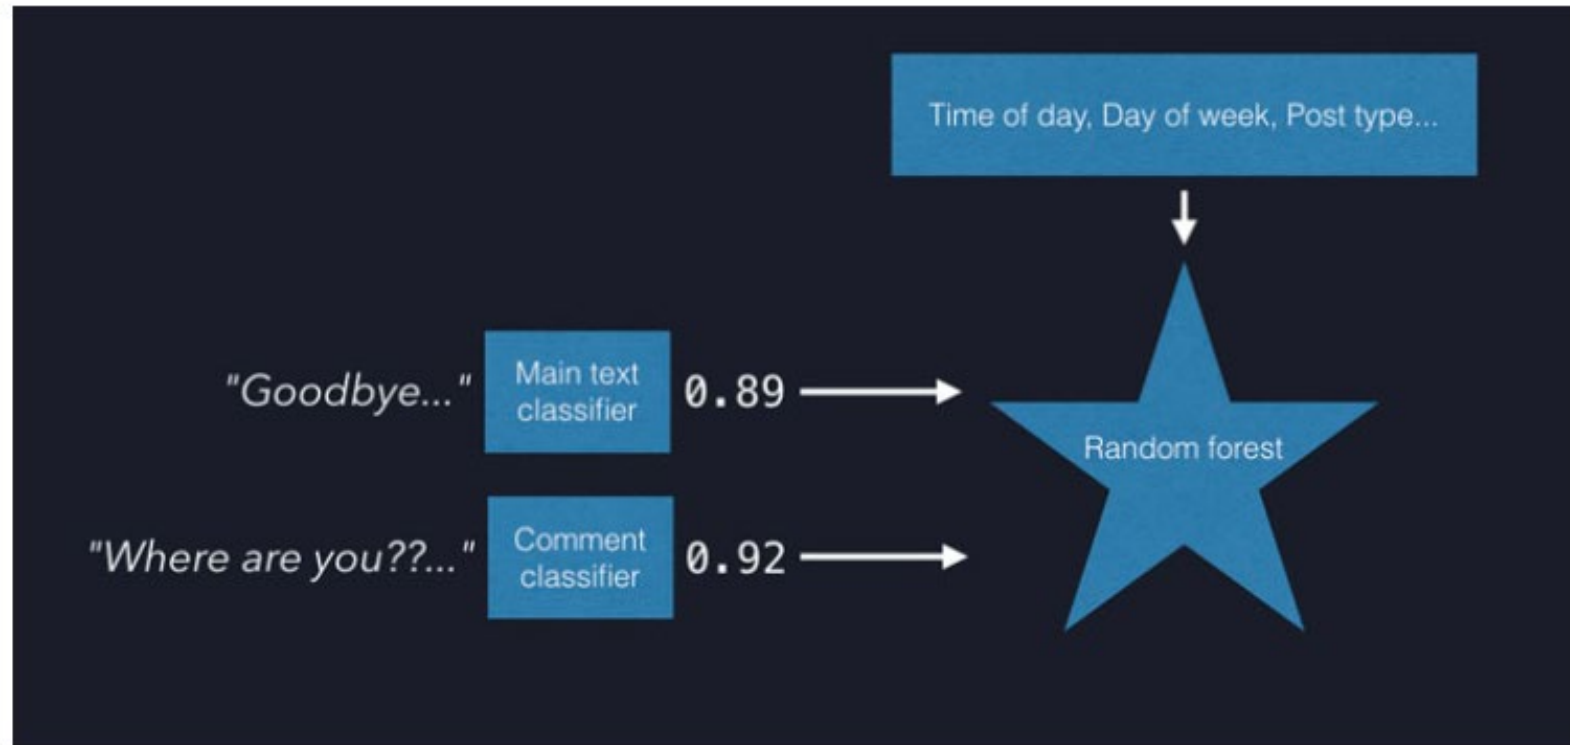 Time of day, Day of week, Post type...
"Goodbye..."
Main text
classifier
0.89
Random forest
"Where are you??..."
Comment
classifier
0.92